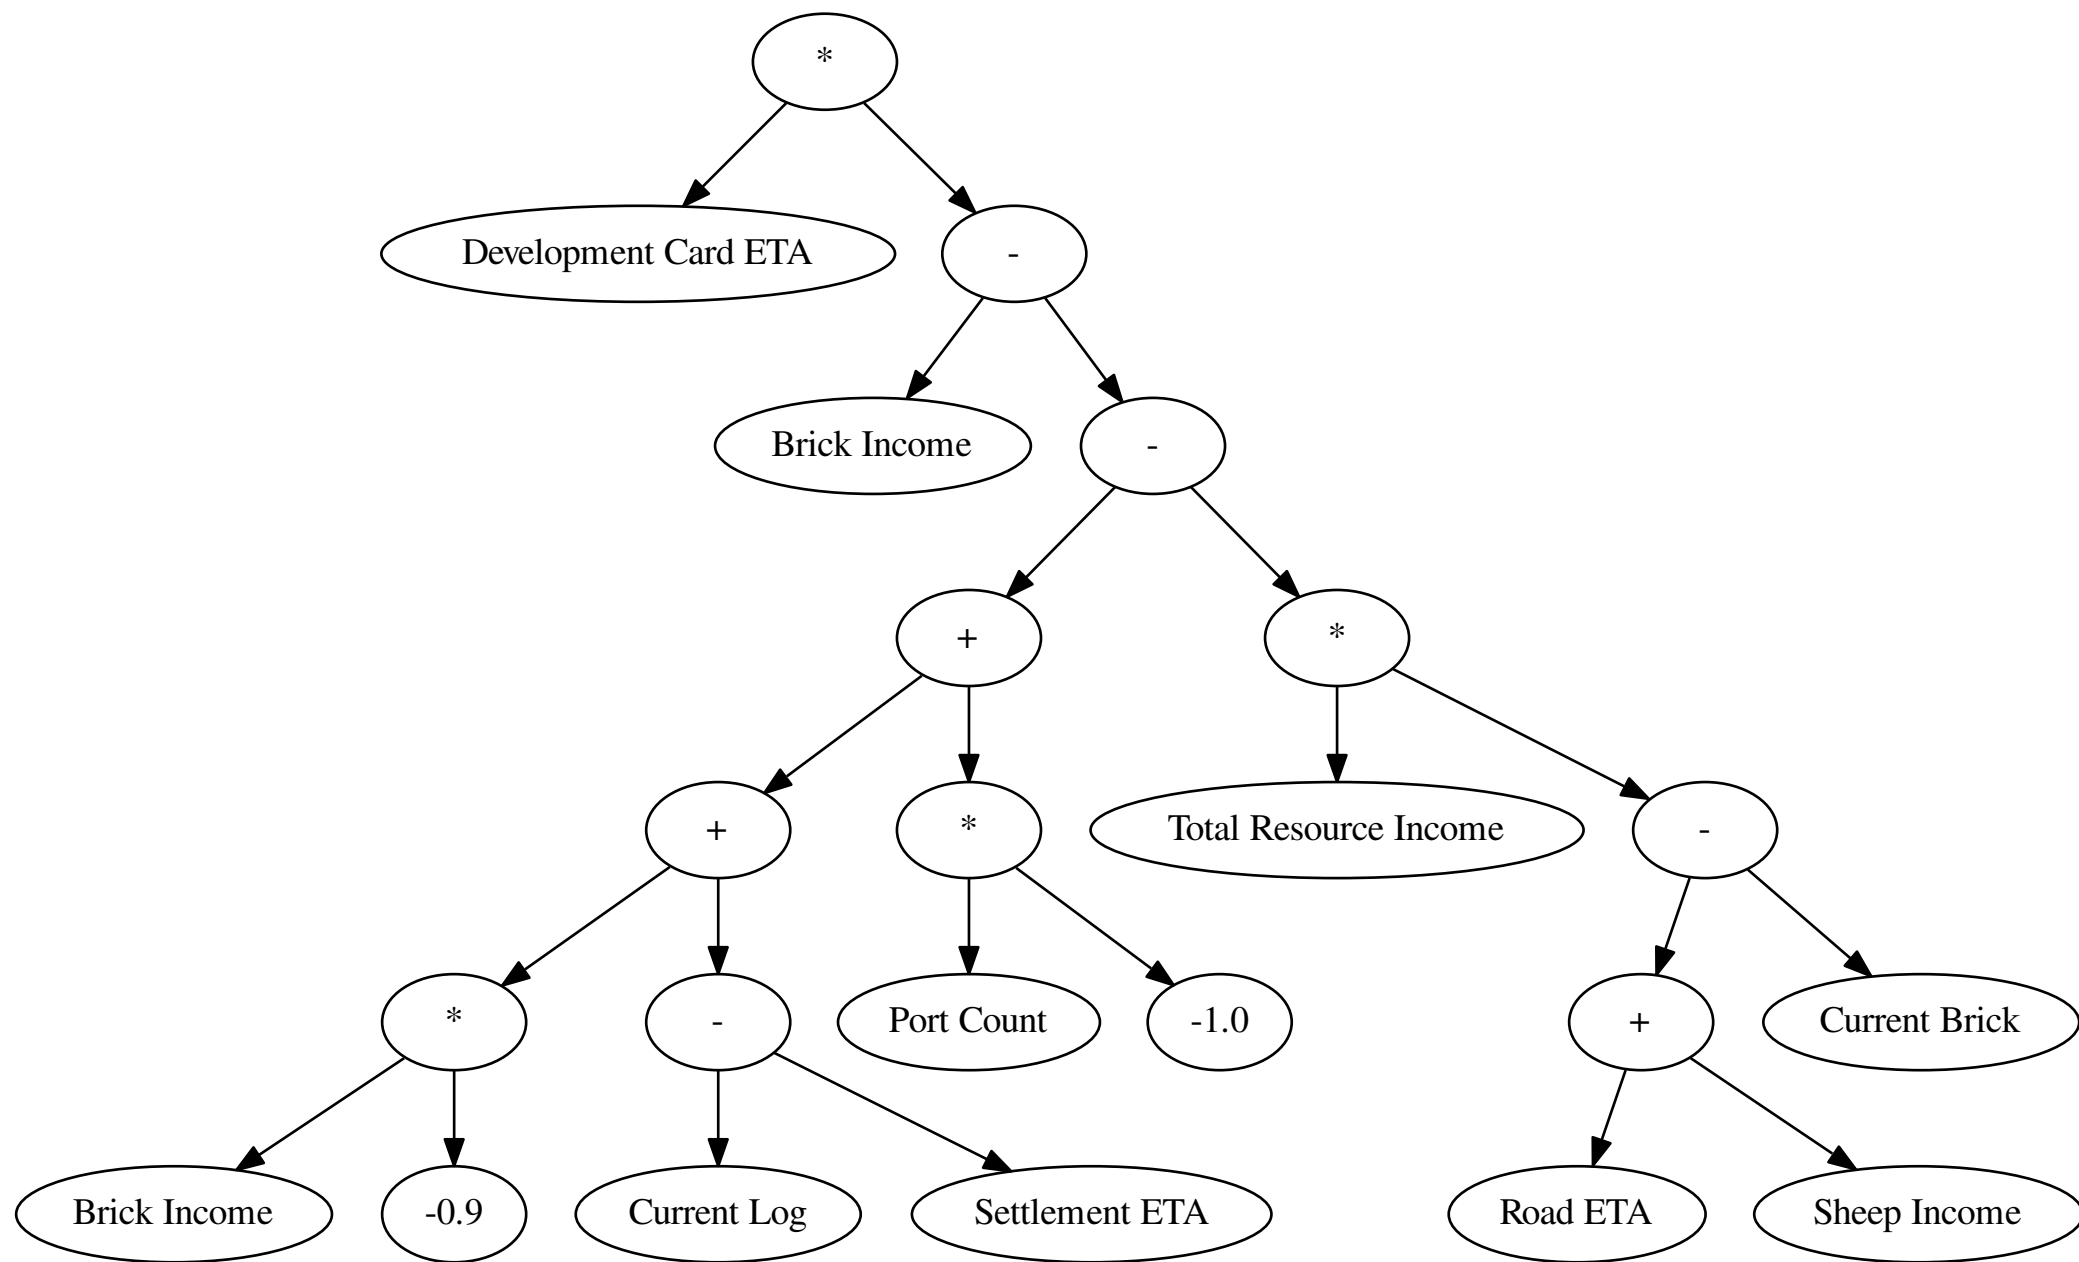 *
Development Card ETA
-
Brick Income
-
+
*
+
*
Total Resource Income
-
*
-
Port Count
-1.0
+
Current Brick
Brick Income
-0.9
Current Log
Settlement ETA
Road ETA
Sheep Income